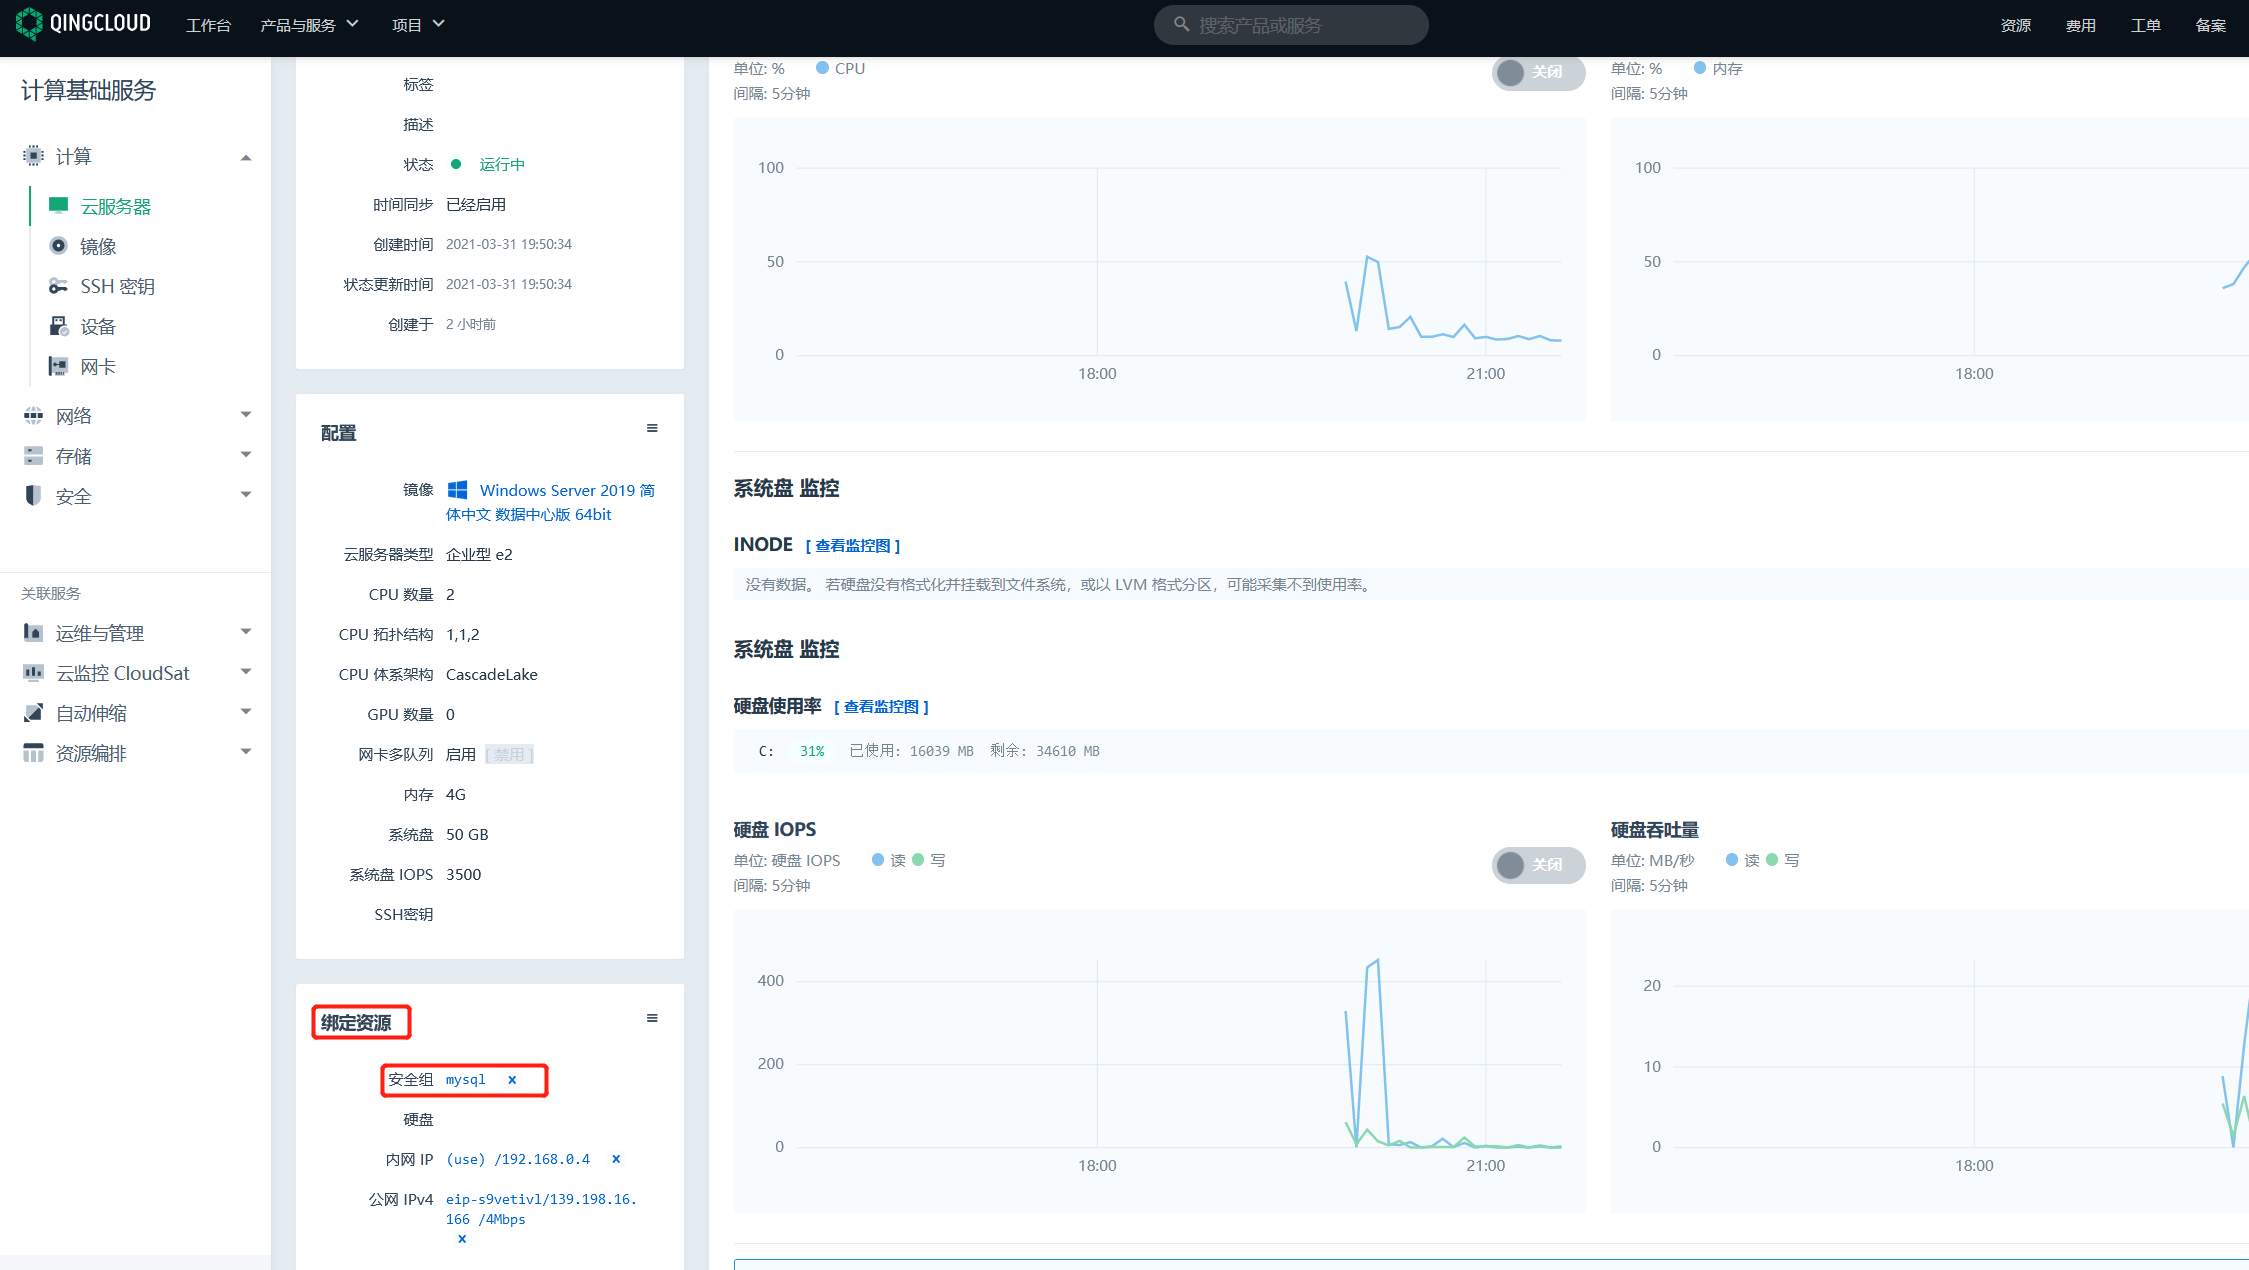 QINGCLOUD 工作台 产品与服务 项目 搜索产品或服务 资源 费用 工单 备案
计算基础服务
计算
云服务器
镜像
SSH 密钥
设备
网卡
网络
存储
安全
关联服务
运维与管理
云监控 CloudSat
自动伸缩
资源编排
标签
描述
状态 运行中
时间同步 已经启用
创建时间 2021-03-31 19:50:34
状态更新时间 2021-03-31 19:50:34
创建于 2 小时前
配置
镜像 Windows Server 2019 简
体中文 数据中心版 64bit
云服务器类型 企业型 e2
CPU 数量 2
CPU 拓扑结构 1,1,2
CPU 体系架构 CascadeLake
GPU 数量 0
网卡多队列 启用 [ 禁用 ]
内存 4G
系统盘 50 GB
系统盘 IOPS 3500
SSH密钥
绑定资源
安全组 mysql ×
硬盘
内网 IP (use) /192.168.0.4 ×
公网 IPv4 eip-s9vetivl/139.198.16.
166 /4Mbps
×
单位: % CPU 关闭
间隔: 5分钟
100
50
0
18:00 21:00
单位: % 内存
间隔: 5分钟
100
50
0
18:00
系统盘 监控
INODE [ 查看监控图 ]
没有数据。 若硬盘没有格式化并挂载到文件系统，或以 LVM 格式分区，可能采集不到使用率。
系统盘 监控
硬盘使用率 [ 查看监控图 ]
C: 31% 已使用: 16039 MB 剩余: 34610 MB
硬盘 IOPS
单位: 硬盘 IOPS 读 写 关闭
间隔: 5分钟
400
200
0
18:00 21:00
硬盘吞吐量
单位: MB/秒 读 写
间隔: 5分钟
20
10
0
18:00